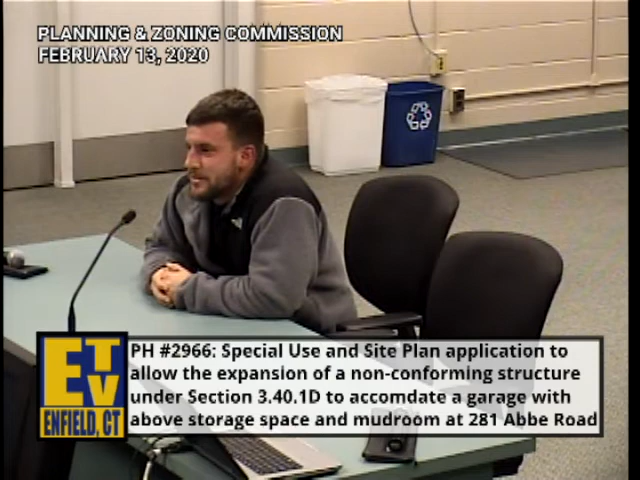 PLANNING & ZONING COMMISSION
FEBRUARY 13, 2020
ETV
ENFIELD, CT
PH #2966: Special Use and Site Plan application to
allow the expansion of a non-conforming structure
under Section 3.40.1D to accomdate a garage with
above storage space and mudroom at 281 Abbe Road